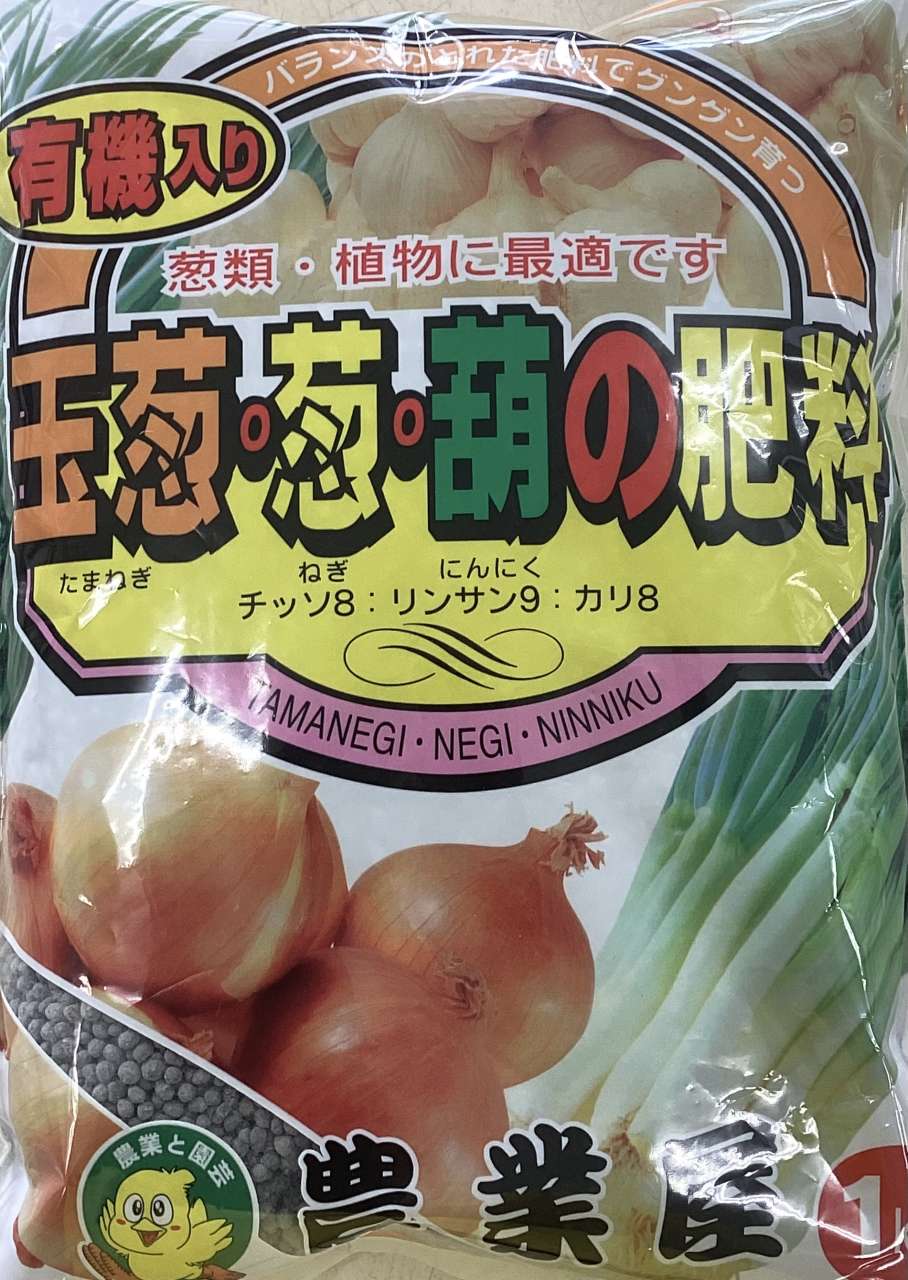 バランスのとれた肥料でグングン育つ
有機入り
葱類・植物に最適です
玉葱・葱・葫の肥料
たまねぎ ねぎ にんにく
チッソ8：リンサン9：カリ8
TAMANEGI・NEGI・NINNIKU
農業と園芸
農業屋
1